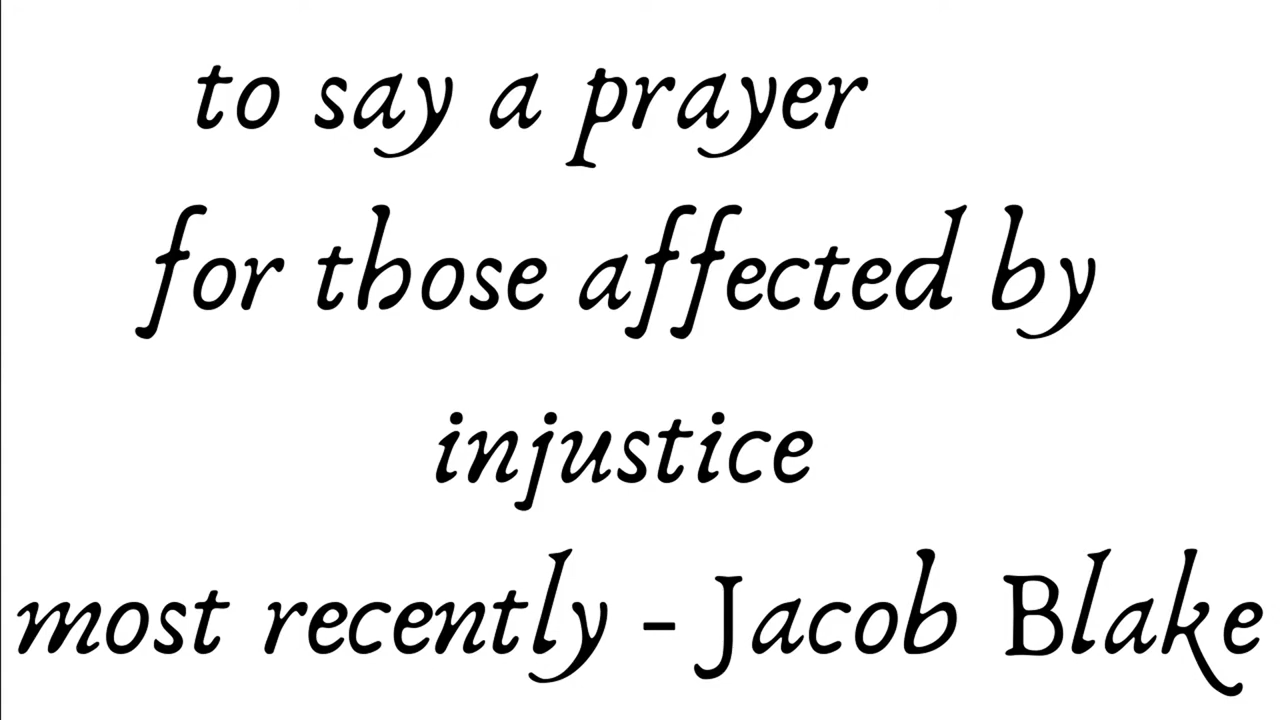 to say a prayer
for those affected by
injustice
most recently - Jacob Blake